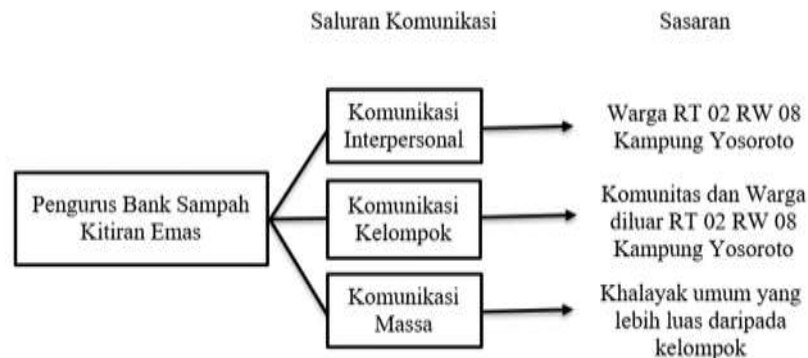 Saluran Komunikasi
Sasaran
Pengurus Bank Sampah
Kitiran Emas
Komunikasi
Interpersonal
Warga RT 02 RW 08
Kampung Yosoroto
Komunikasi
Kelompok
Komunitas dan Warga
diluar RT 02 RW 08
Kampung Yosoroto
Komunikasi
Massa
Khalayak umum yang
lebih luas daripada
kelompok